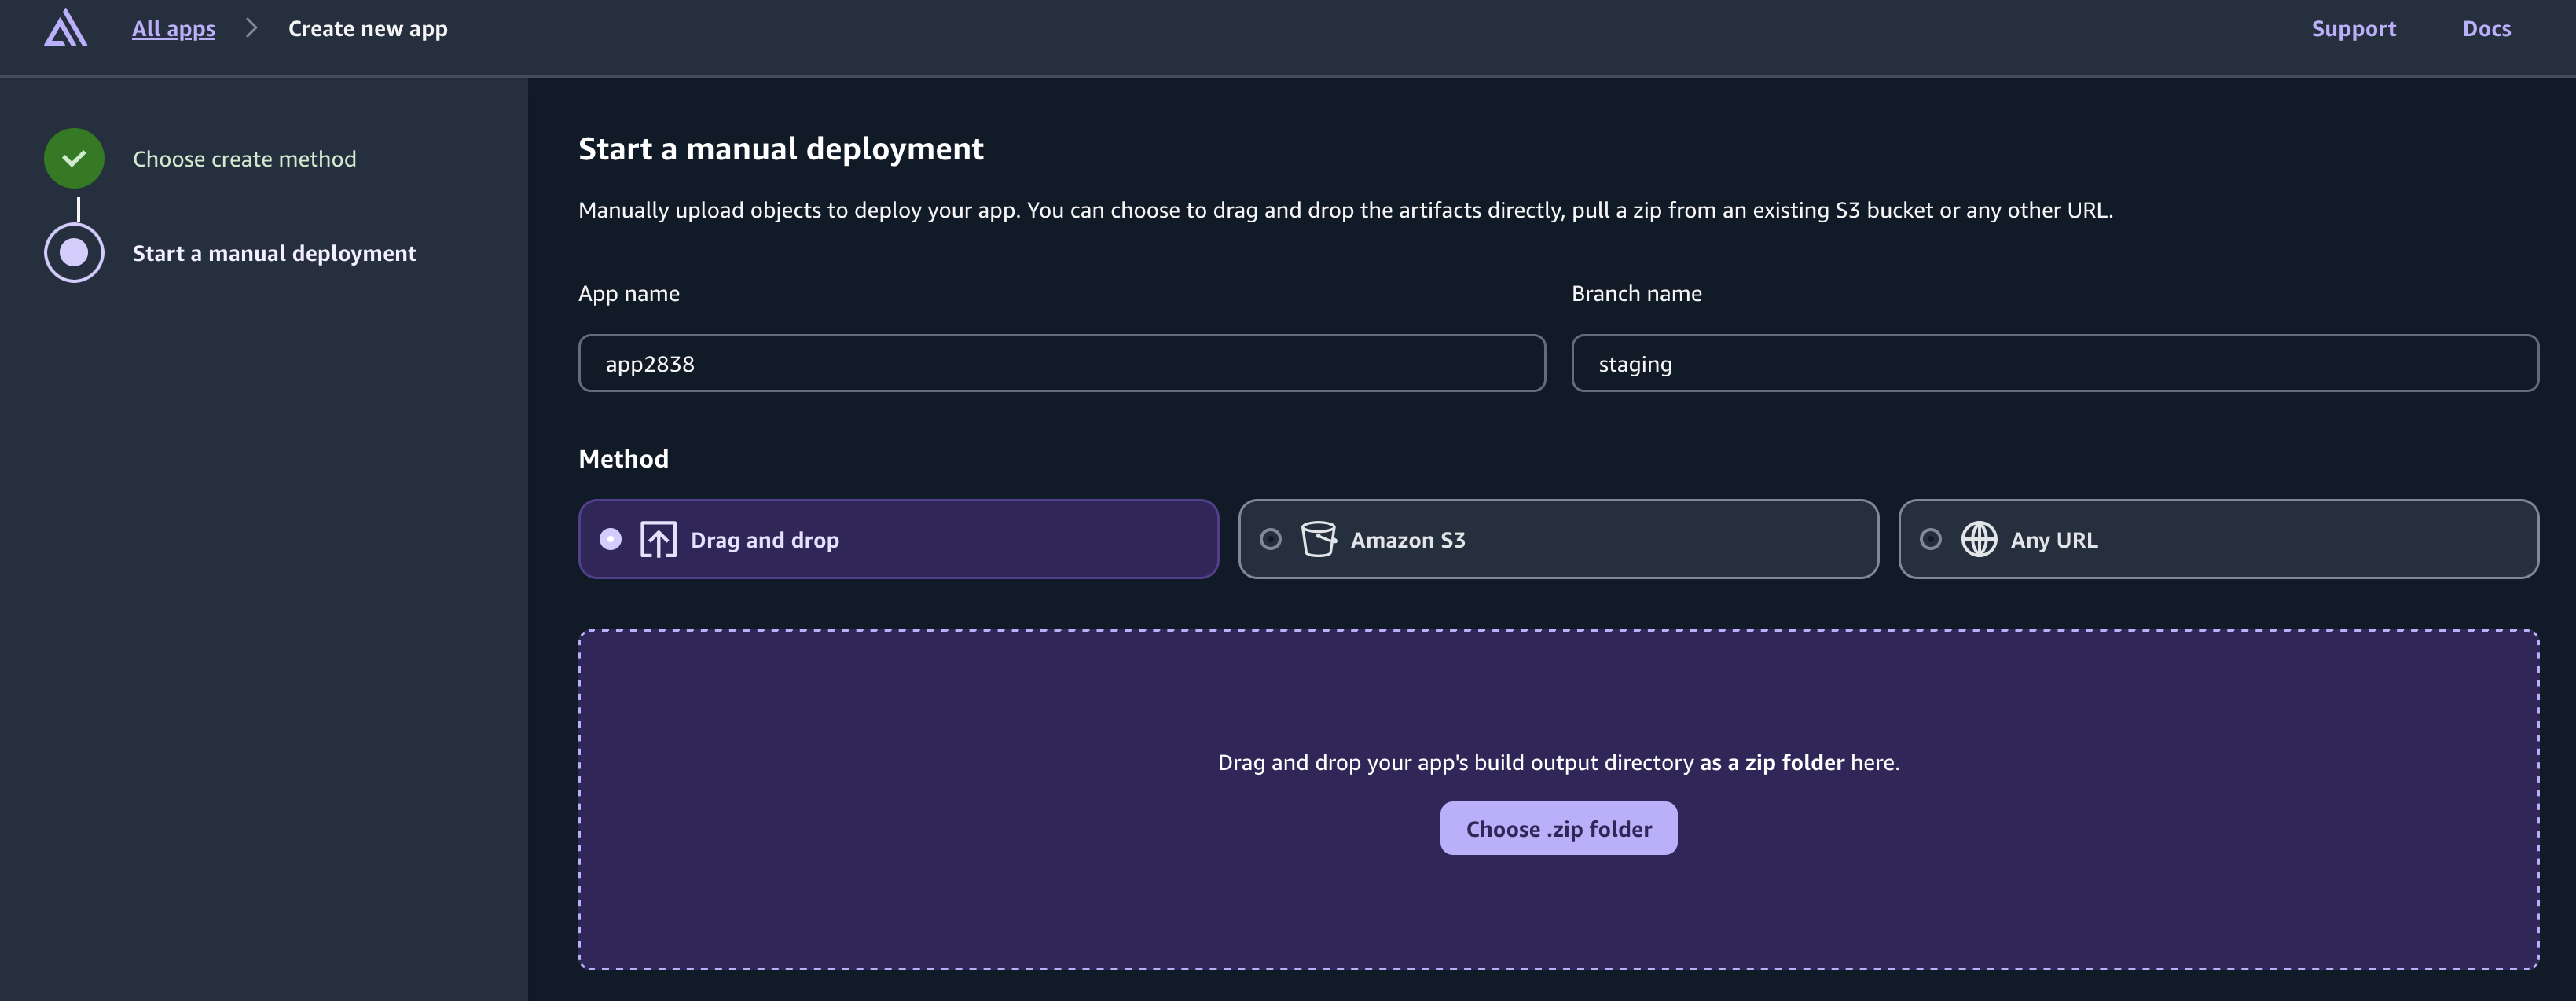 All apps
Create new app
Support
Docs
Choose create method
Start a manual deployment
Start a manual deployment
Manually upload objects to deploy your app. You can choose to drag and drop the artifacts directly, pull a zip from an existing S3 bucket or any other URL.
App name
Branch name
app2838
staging
Method
Drag and drop
Amazon S3
Any URL
Drag and drop your app's build output directory as a zip folder here.
Choose .zip folder